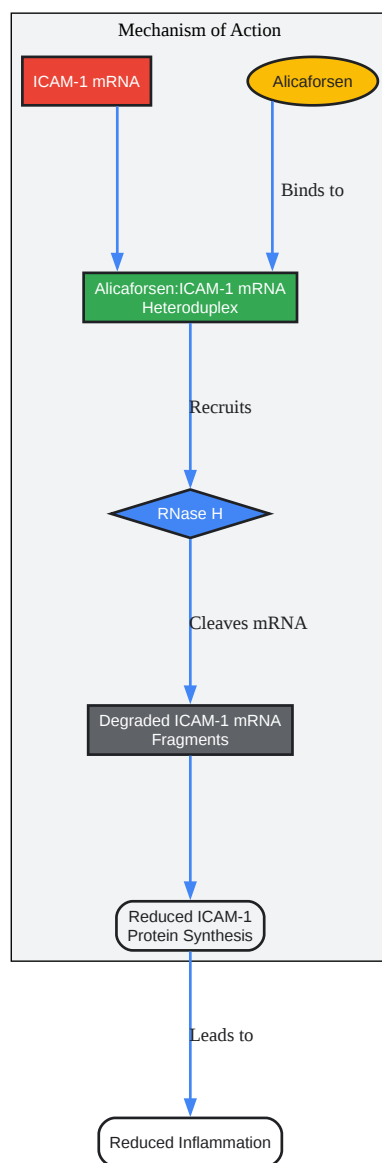 Mechanism of Action
ICAM-1 mRNA
Alicaforsen
Binds to
Alicaforsen:ICAM-1 mRNA
Heteroduplex
Recruits
RNase H
Cleaves mRNA
Degraded ICAM-1 mRNA
Fragments
Reduced ICAM-1
Protein Synthesis
Leads to
Reduced Inflammation